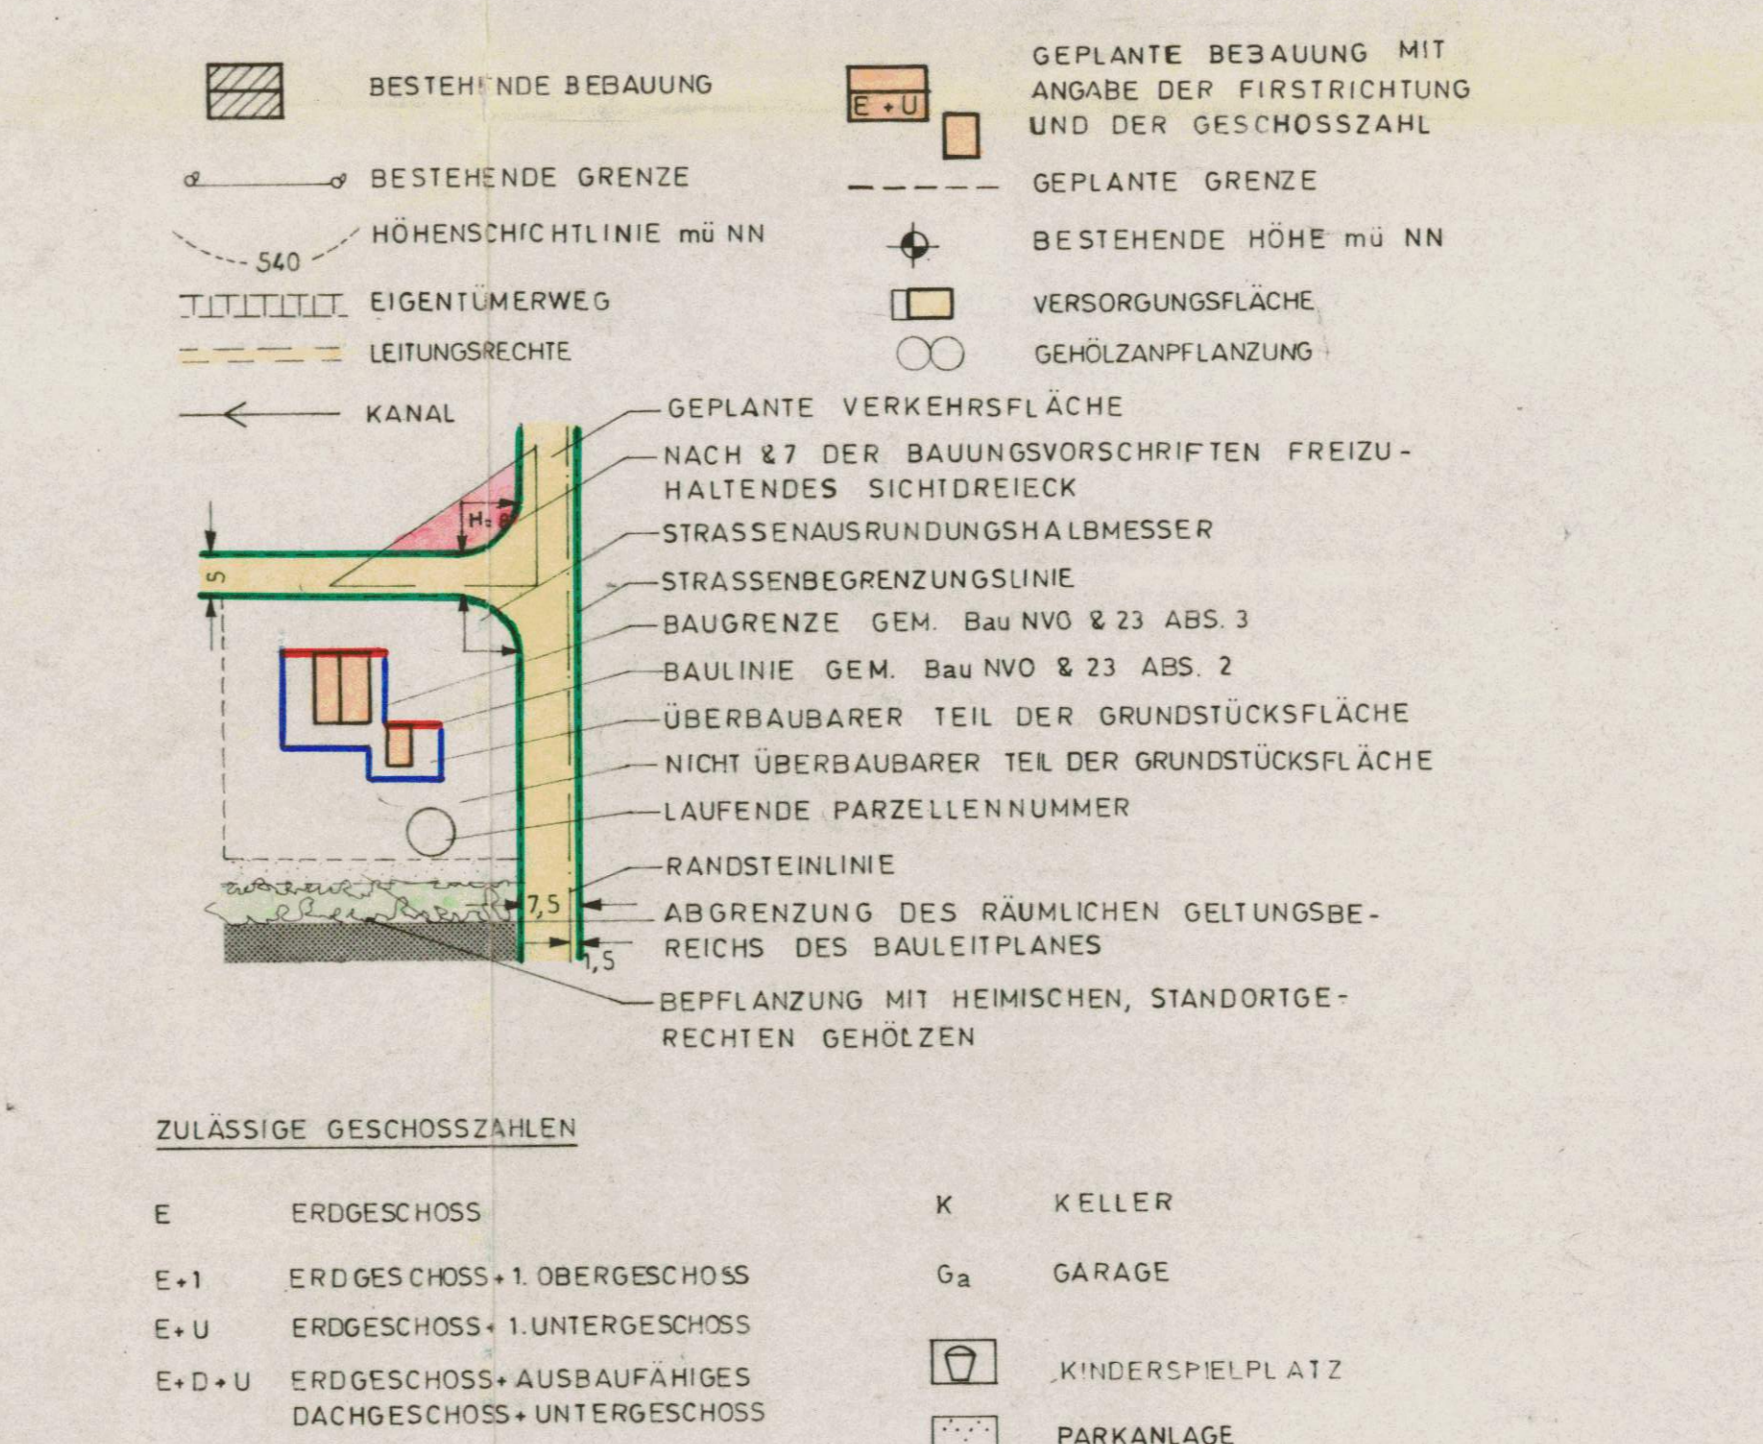 BESTEHENDE BEBAUUNG
E+U
GEPLANTE BEBAUUNG MIT
ANGABE DER FIRSTRICHTUNG
UND DER GESCHOSSZAHL
BESTEHENDE GRENZE
GEPLANTE GRENZE
540
HÖHENSCHICHTLINIE mü NN
BESTEHENDE HÖHE mü NN
EIGENTÜMERWEG
VERSORGUNGSFLÄCHE
LEITUNGSRECHTE
GEHÖLZANPFLANZUNG
KANAL
GEPLANTE VERKEHRSFLÄCHE
NACH &7 DER BAUUNGSVORSCHRIFTEN FREIZU-
HALTENDES SICHTDREIECK
STRASSENAUSRUNDUNGSHALBMESSER
5
STRASSENBEGRENZUNGSLINIE
BAUGRENZE GEM. Bau NVO & 23 ABS. 3
BAULINIE GEM. Bau NVO & 23 ABS. 2
ÜBERBAUBARER TEIL DER GRUNDSTÜCKSFLÄCHE
NICHT ÜBERBAUBARER TEIL DER GRUNDSTÜCKSFLÄCHE
LAUFENDE PARZELLENNUMMER
RANDSTEINLINIE
7,5
ABGRENZUNG DES RÄUMLICHEN GELTUNGSBE-
REICHS DES BAULEITPLANES
1,5
BEPFLANZUNG MIT HEIMISCHEN, STANDORTGE-
RECHTEN GEHÖLZEN
ZULÄSSIGE GESCHOSSZAHLEN
E ERDGESCHOSS
K KELLER
E+1 ERDGESCHOSS+1. OBERGESCHOSS
Ga GARAGE
E+U ERDGESCHOSS+ 1.UNTERGESCHOSS
E+D+U ERDGESCHOSS+AUSBAUFÄHIGES
DACHGESCHOSS+UNTERGESCHOSS
KINDERSPIELPLATZ
PARKANLAGE